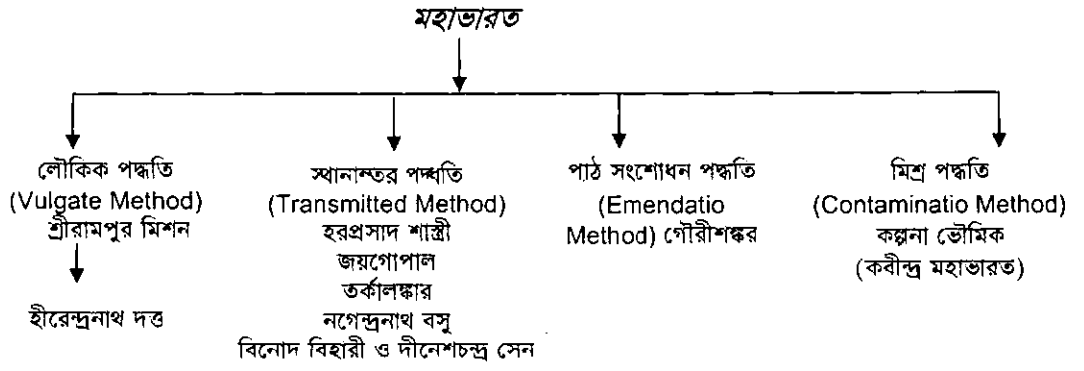 মহাভারত
লৌকিক পদ্ধতি
(Vulgate Method)
শ্রীরামপুর মিশন
হীরেন্দ্রনাথ দত্ত
স্থানান্তর পদ্ধতি
(Transmitted Method)
হরপ্রসাদ শাস্ত্রী
জয়গোপাল
তর্কালঙ্কার
নগেন্দ্রনাথ বসু
বিনোদ বিহারী ও দীনেশচন্দ্র সেন
পাঠ সংশোধন পদ্ধতি
(Emendatio
Method) গৌরীশঙ্কর
মিশ্র পদ্ধতি
(Contaminatio Method)
কল্পনা ভৌমিক
(কবীন্দ্র মহাভারত)